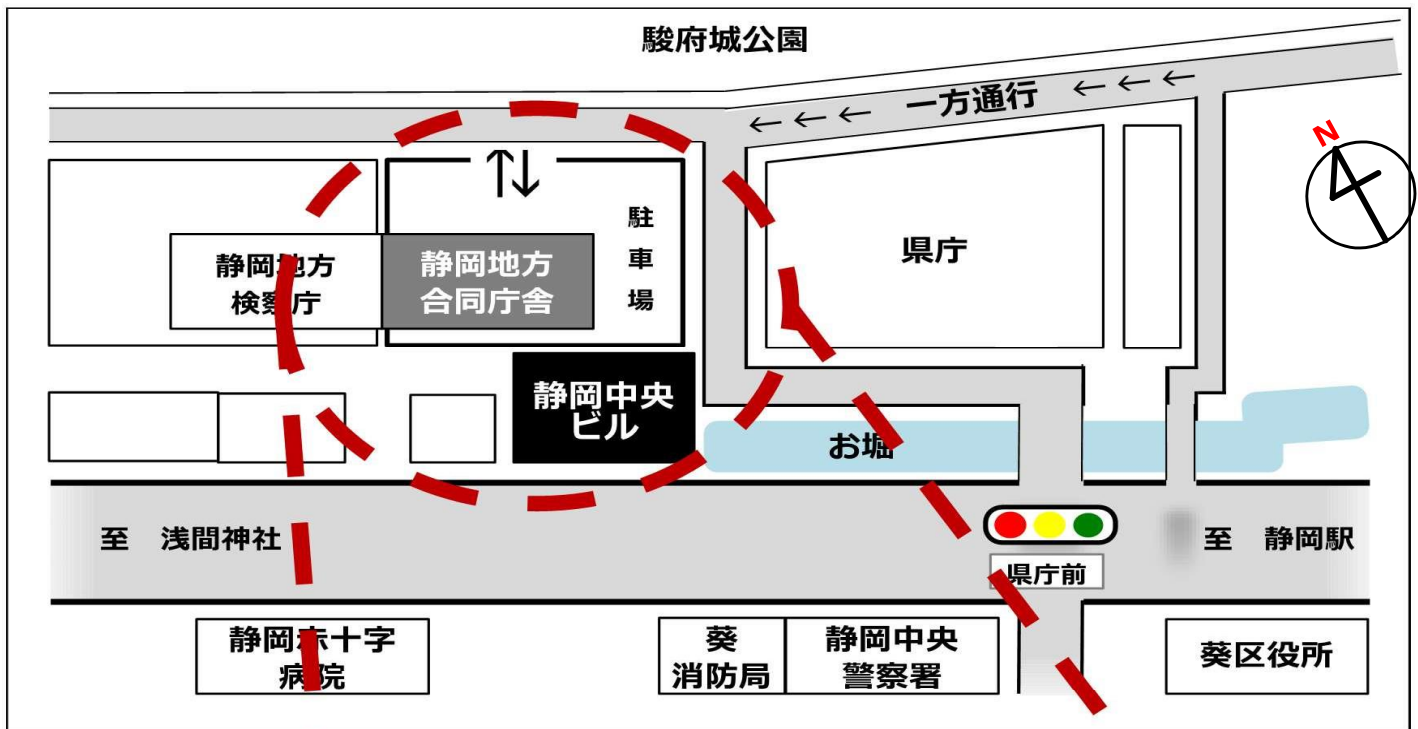 駿府城公園
←←← 一方通行 ←←←
N
↑↓
駐車場
県庁
静岡地方
検察庁
静岡地方
合同庁舎
静岡中央
ビル
お堀
至 浅間神社
至 静岡駅
県庁前
静岡赤十字
病院
葵
消防局
静岡中央
警察署
葵区役所